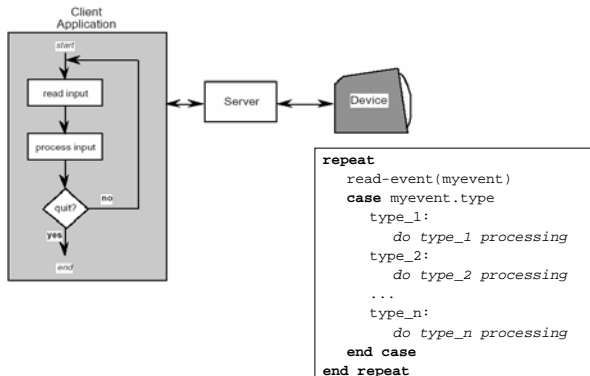 Client
Application
start
read input
process input
quit?
no
yes
end
Server
Device
repeat
read-event(myevent)
case myevent.type
type_1:
do type_1 processing
type_2:
do type_2 processing
...
type_n:
do type_n processing
end case
end repeat